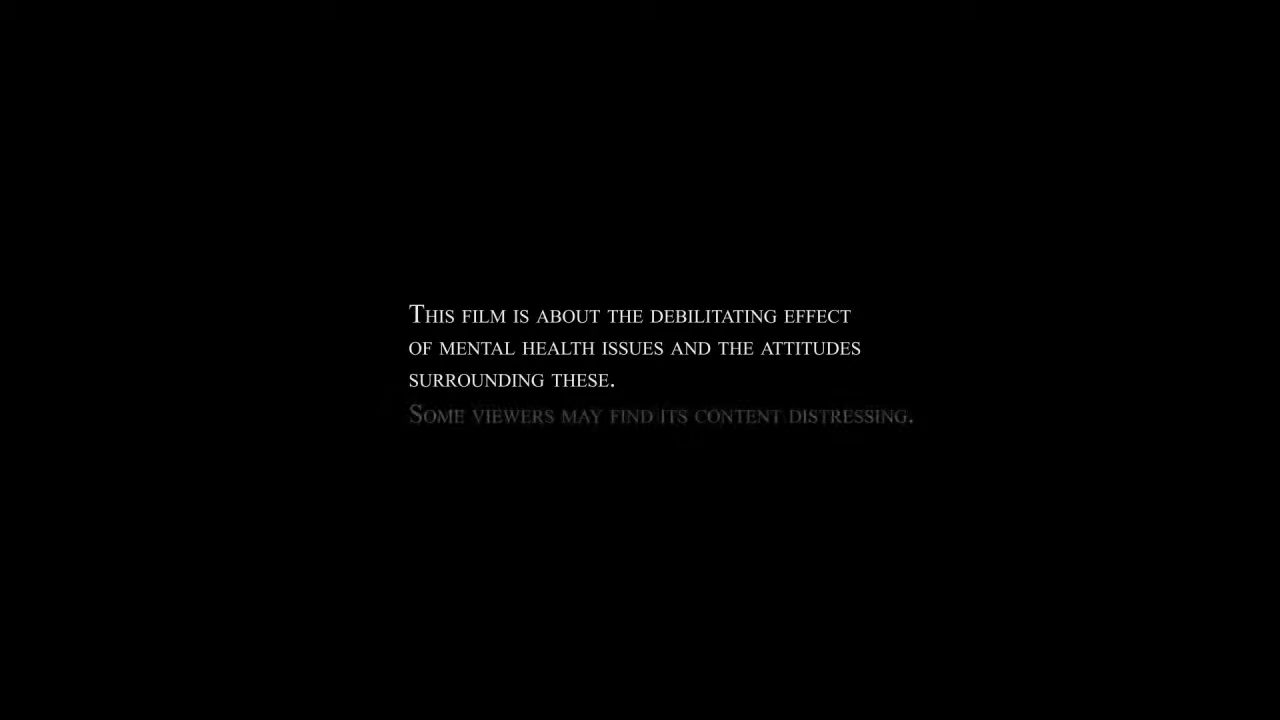 This film is about the debilitating effect
of mental health issues and the attitudes
surrounding these.
Some viewers may find its content distressing.